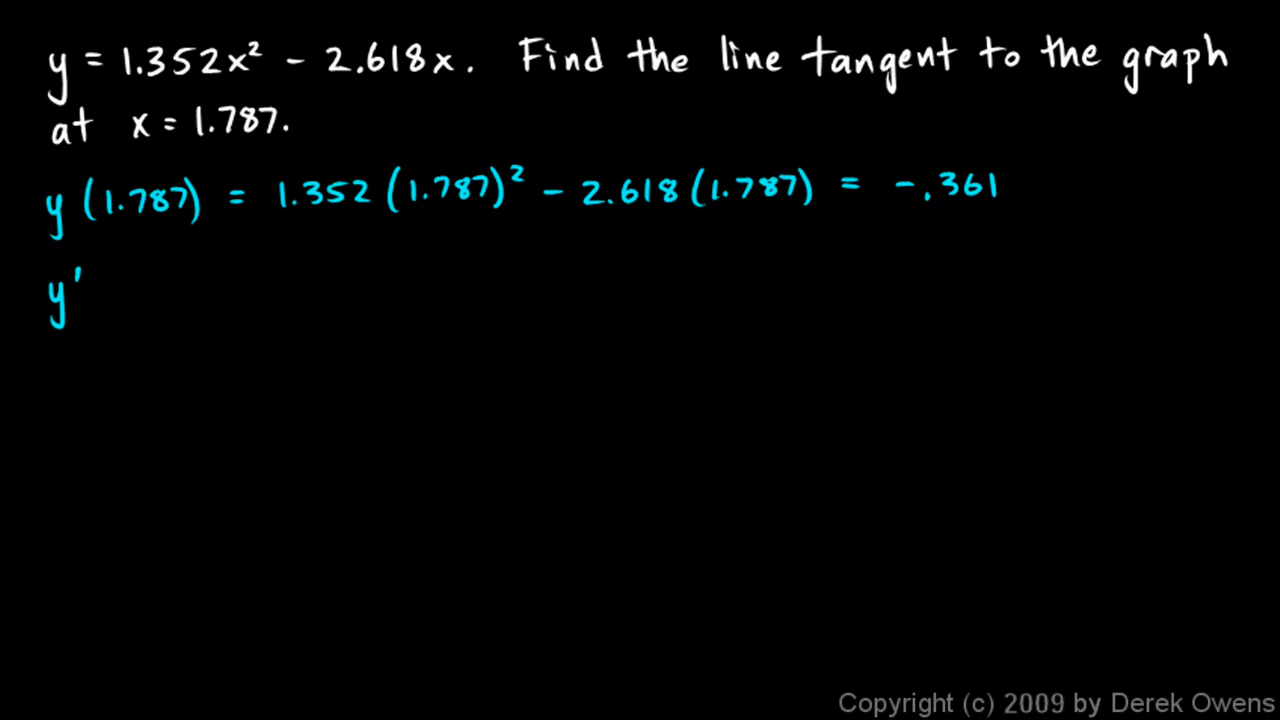 y = 1.352x² - 2.618x. Find the line tangent to the graph
at x = 1.787.
y(1.787) = 1.352(1.787)² - 2.618(1.787) = -.361
y'
Copyright (c) 2009 by Derek Owens